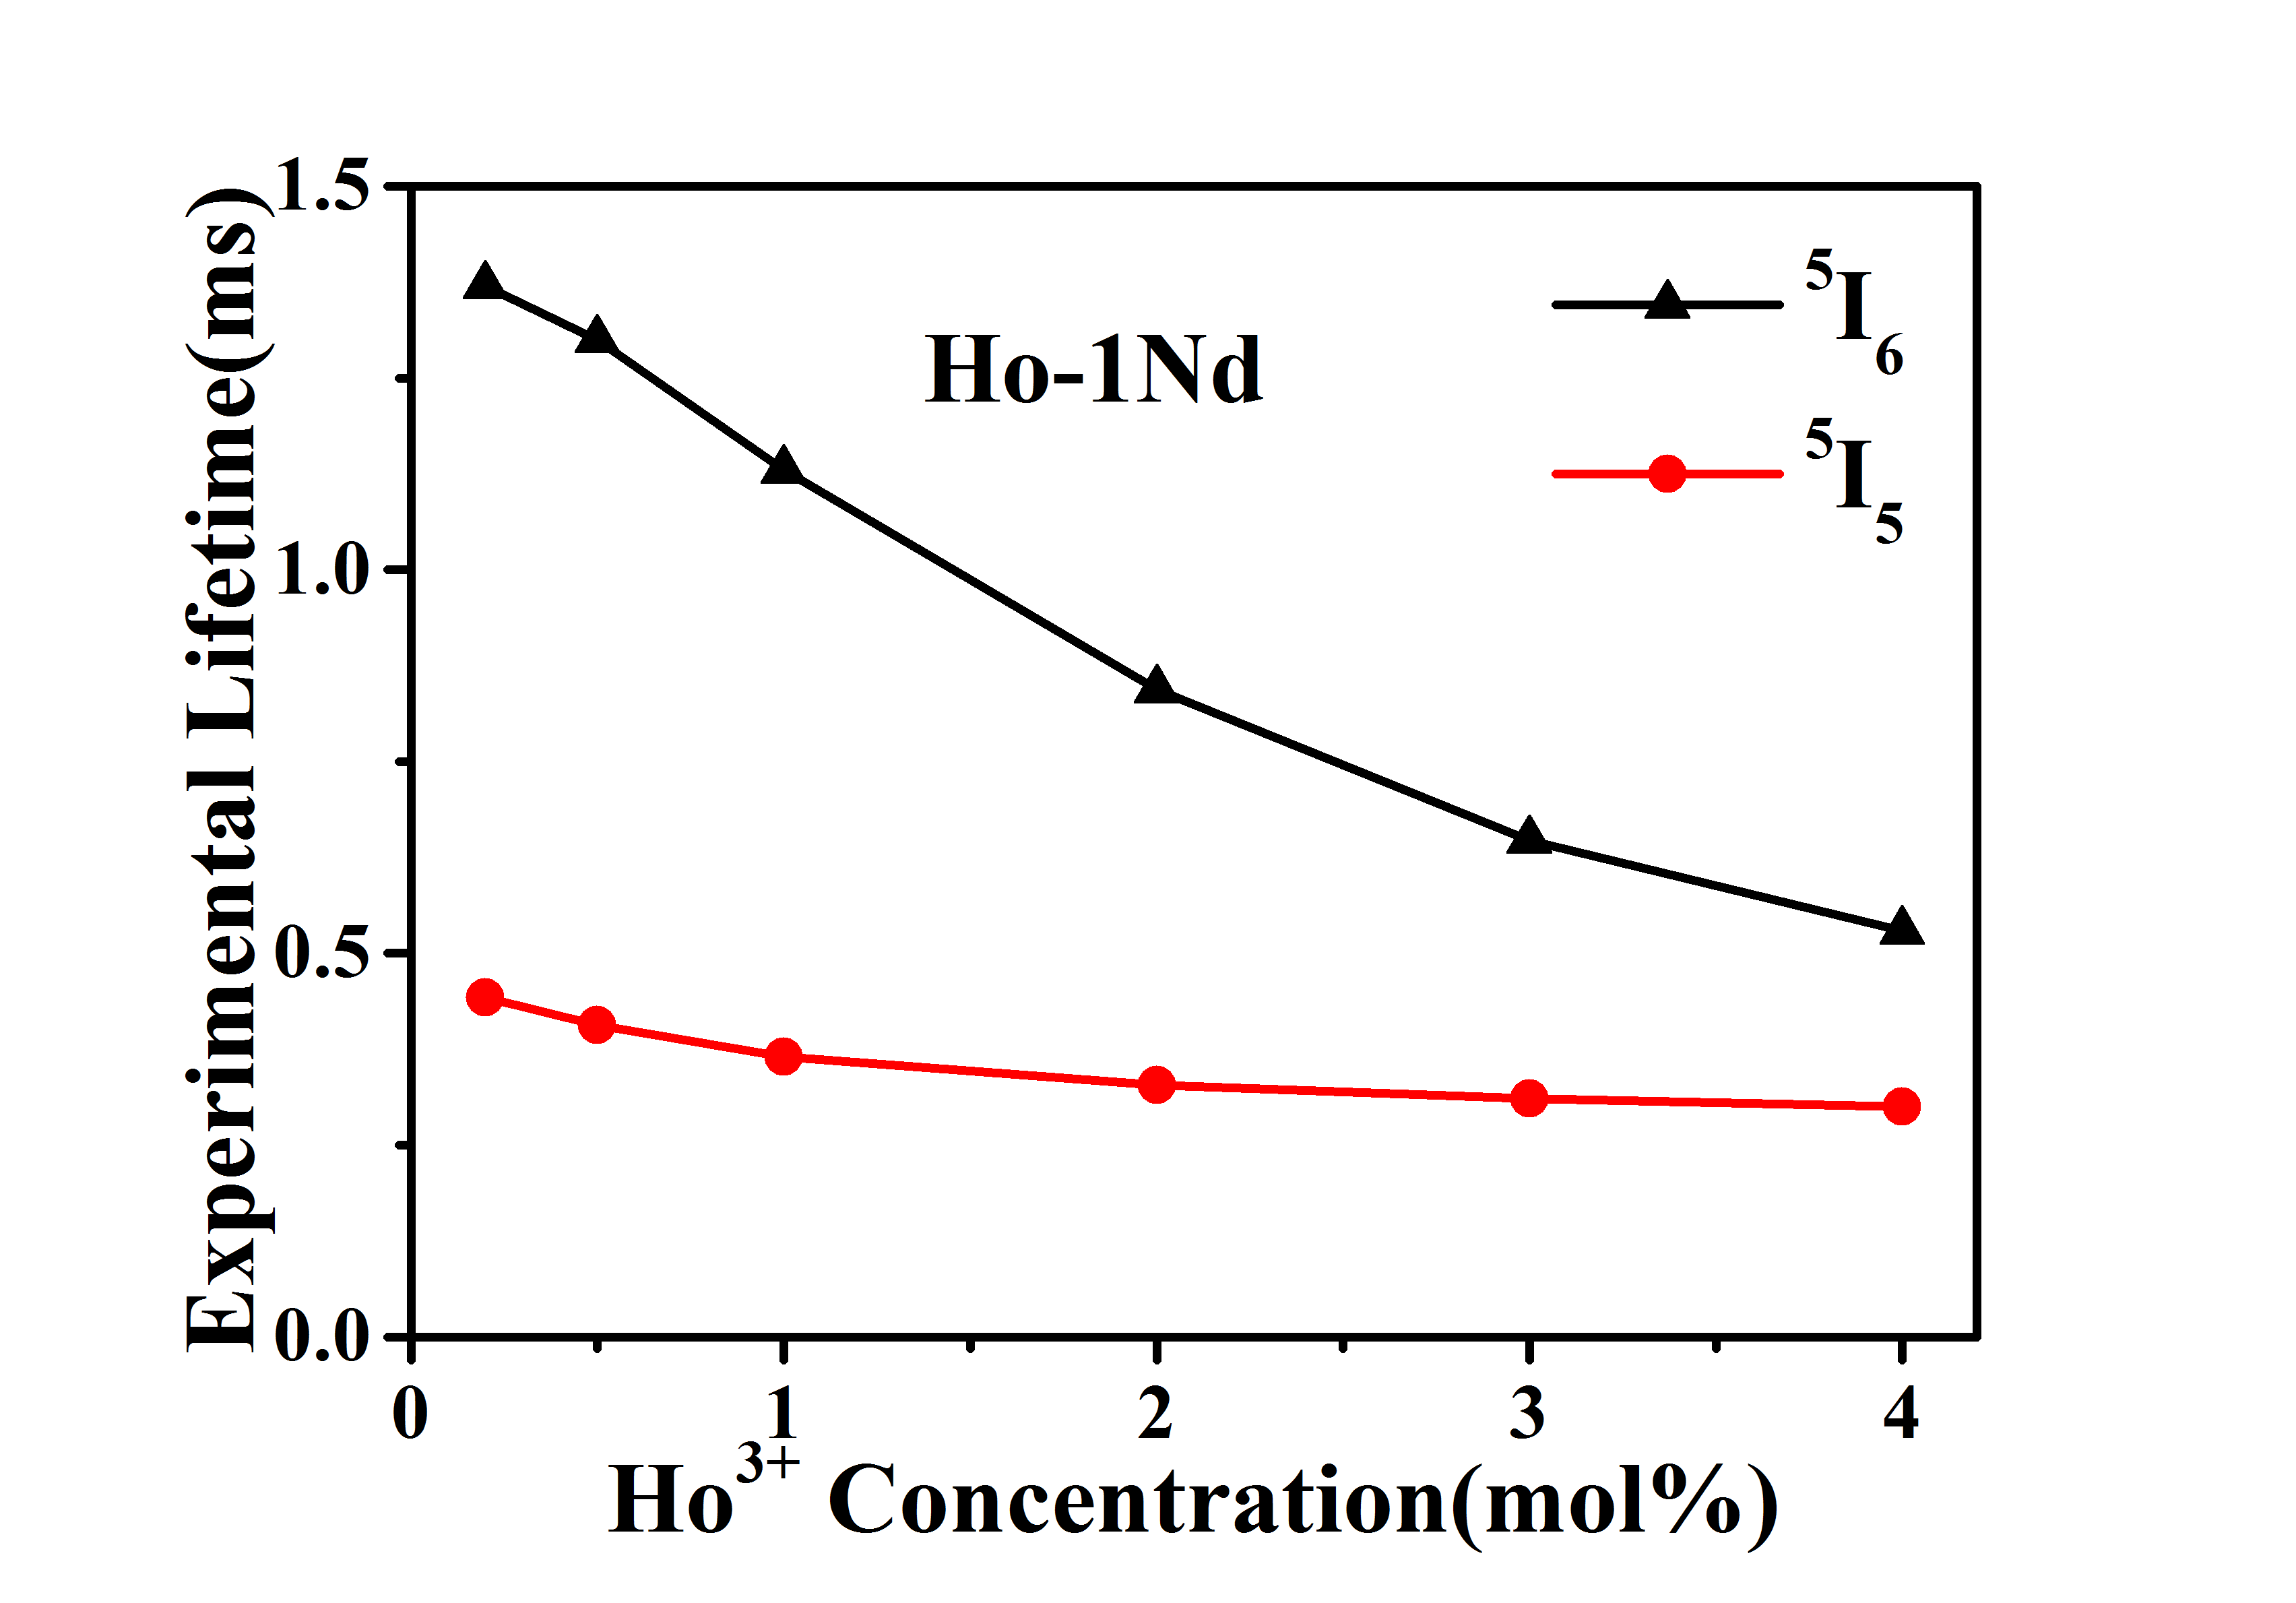 Experimental Lifetime(ms)
1.5
1.0
0.5
0.0
Ho-1Nd
⁵I₆
⁵I₅
0 1 2 3 4
Ho³⁺ Concentration(mol%)